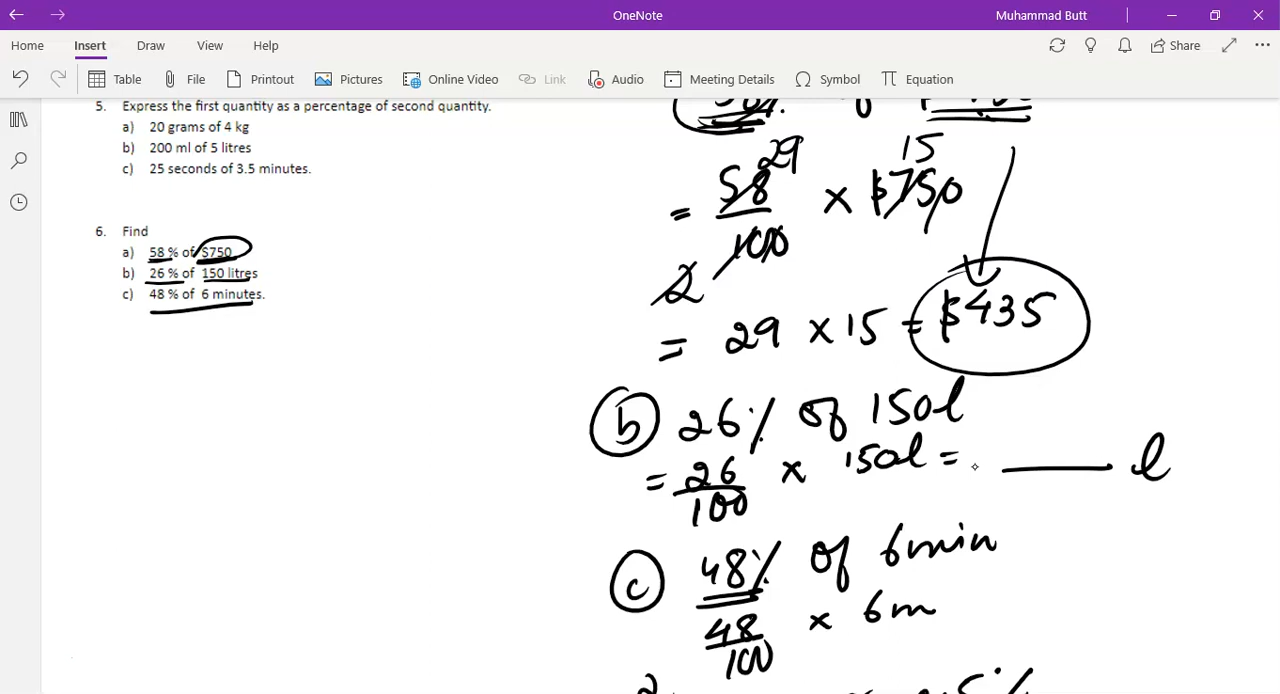 OneNote
Muhammad Butt
Home Insert Draw View Help Share
Table File Printout Pictures Online Video Link Audio Meeting Details Symbol Equation
5. Express the first quantity as a percentage of second quantity.
a) 20 grams of 4 kg
b) 200 ml of 5 litres
c) 25 seconds of 3.5 minutes.
6. Find
a) 58 % of $750
b) 26 % of 150 litres
c) 48 % of 6 minutes.
of
29 15
= 58 × $750
100
2
= 29 × 15 = $435
b 26% of 150l
= 26 × 150l = ____ l
100
c 48% of 6min
48 × 6m
100